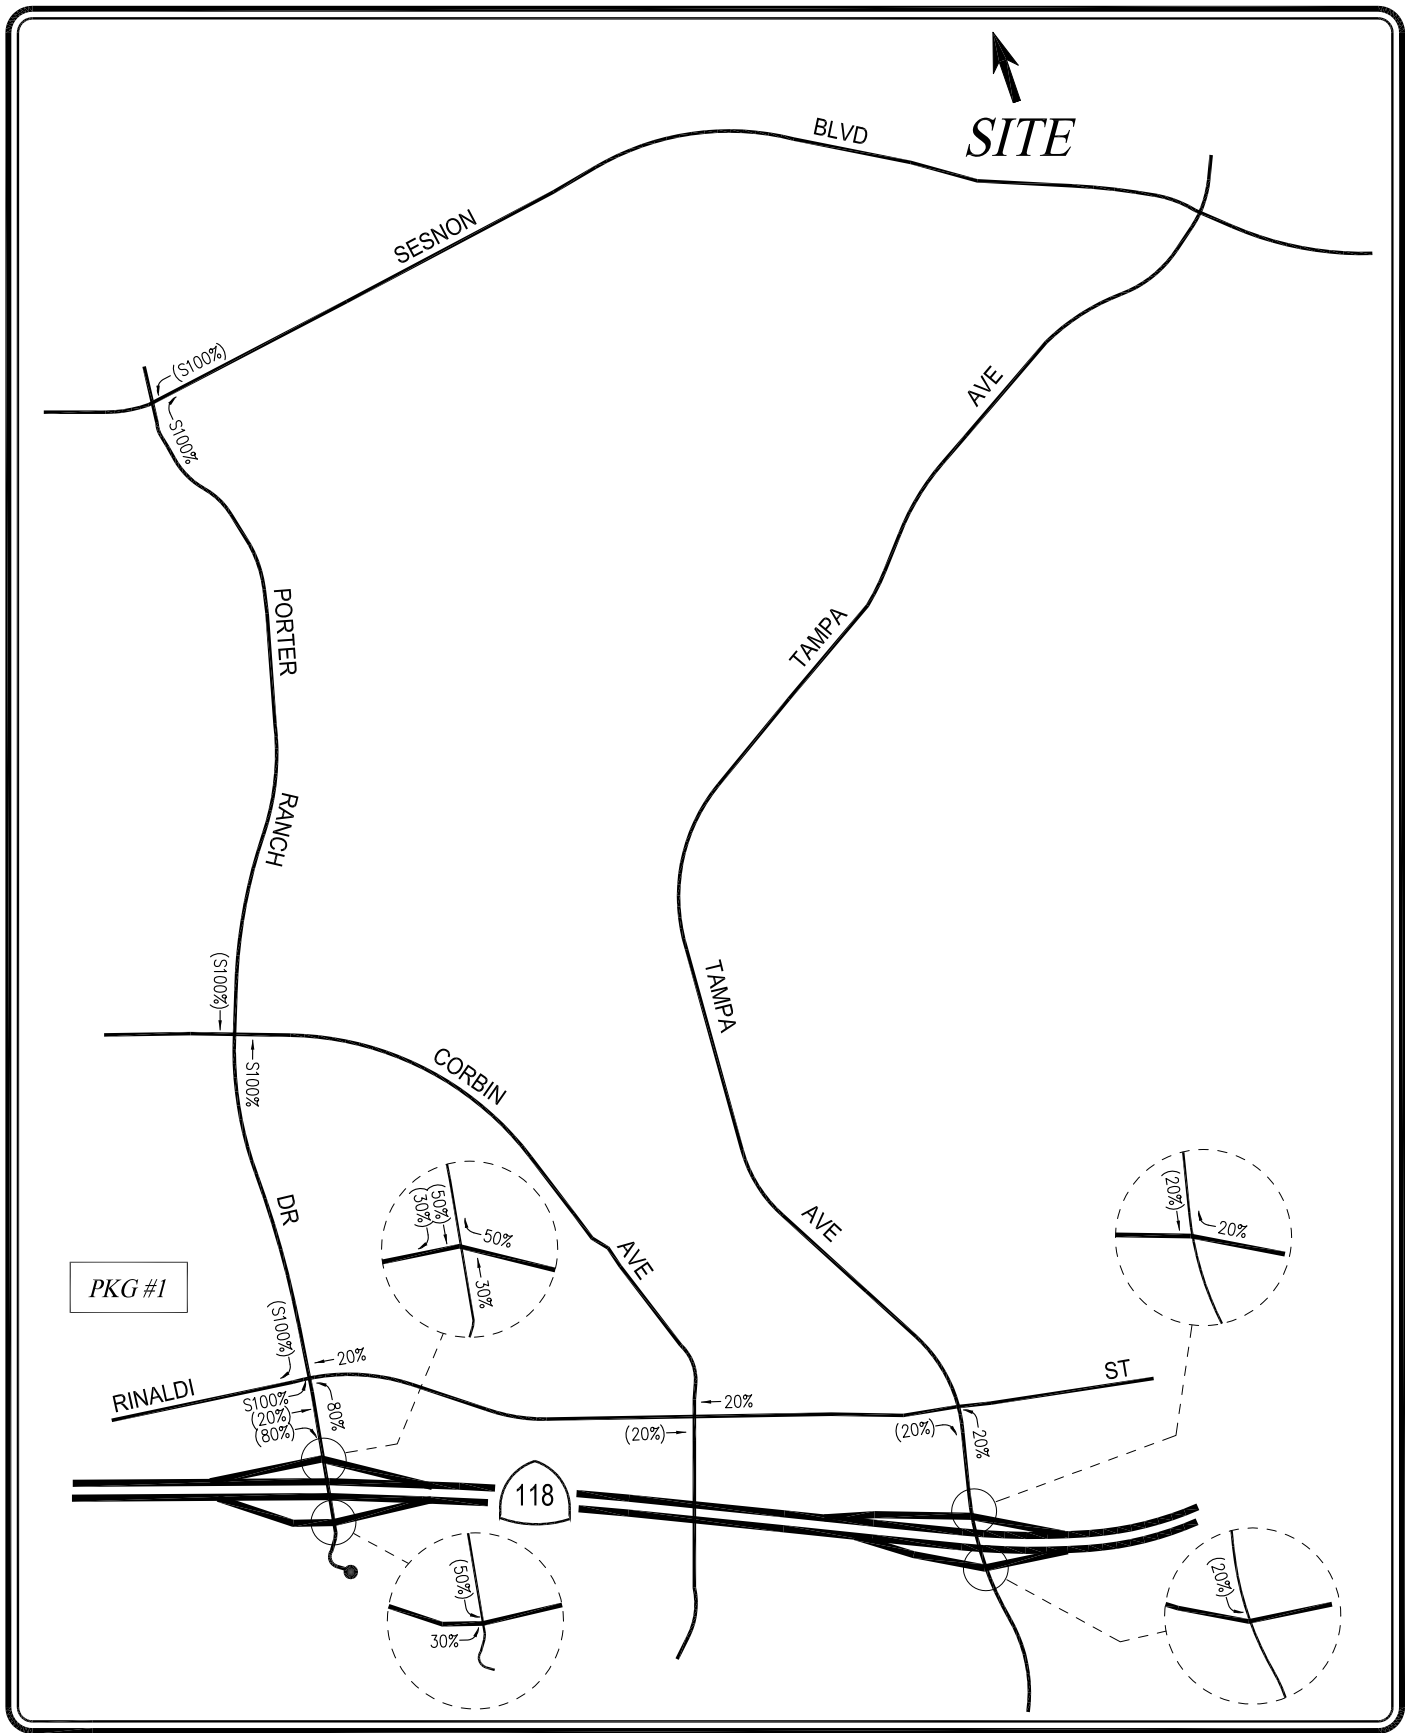 SITE
BLVD
SESNON
(S100%)
S100%
AVE
PORTER
TAMPA
RANCH
(S100%)
TAMPA
S100%
CORBIN
DR
(50%)
(30%)
50%
30%
(20%)
20%
AVE
AVE
PKG #1
(S100%)
20%
ST
RINALDI
S100%
(20%)
(80%)
80%
20%
(20%)
(20%)
20%
118
(50%)
30%
(20%)